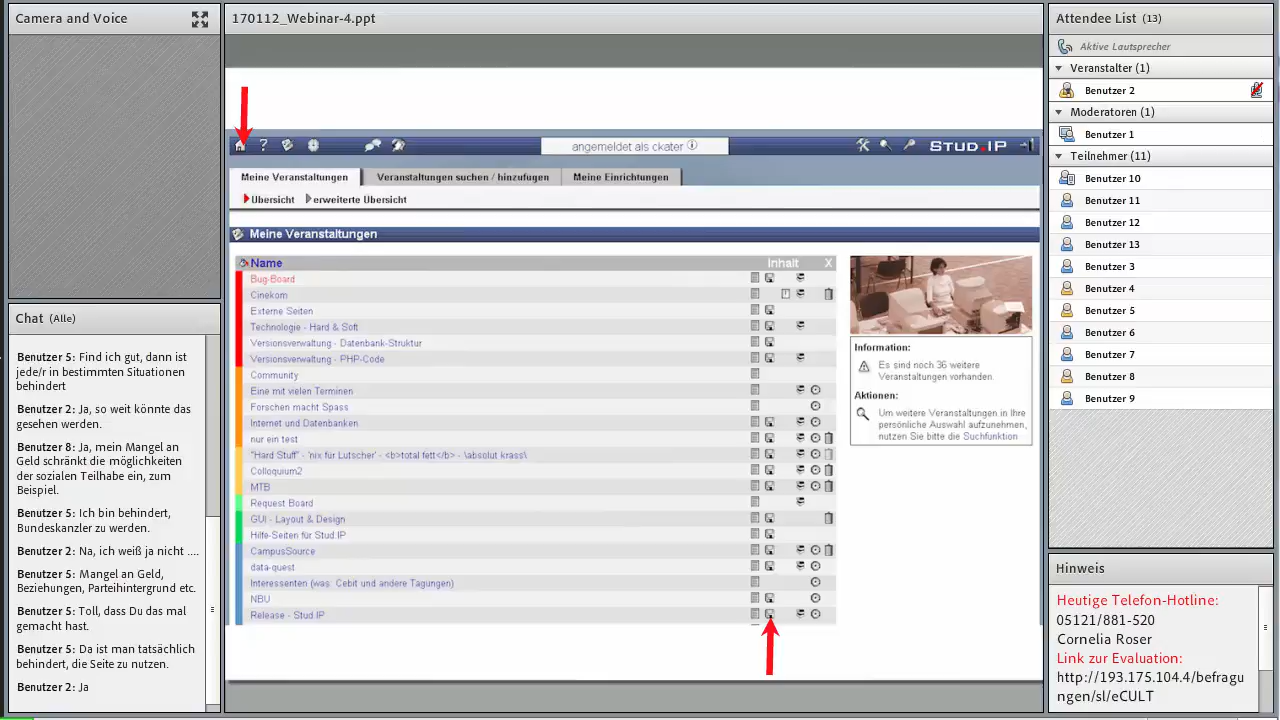 Camera and Voice
Chat (Alle)
Benutzer 5: Find ich gut, dann ist
jede/r in bestimmten Situationen
behindert
Benutzer 2: Ja, so weit könnte das
gesehen werden.
Benutzer 8: Ja, mein Mangel an
Geld schränkt die möglichkeiten
der sozialen Teilhabe ein, zum
Beispiel.
Benutzer 5: Ich bin behindert,
Bundeskanzler zu werden.
Benutzer 2: Na, ich weiß ja nicht ....
Benutzer 5: Mangel an Geld,
Beziehungen, Parteihintergrund etc.
Benutzer 5: Toll, dass Du das mal
gemacht hast.
Benutzer 5: Da ist man tatsächlich
behindert, die Seite zu nutzen.
Benutzer 2: Ja
170112_Webinar-4.ppt
angemeldet als ckater
STUD.IP
Meine Veranstaltungen
Veranstaltungen suchen / hinzufügen
Meine Einrichtungen
Übersicht
erweiterte Übersicht
Meine Veranstaltungen
Name Inhalt X
Bug-Board
Cinekom
Externe Seiten
Technologie - Hard & Soft
Versionsverwaltung - Datenbank-Struktur
Versionsverwaltung - PHP-Code
Community
Eine mit vielen Terminen
Forschen macht Spass
Internet und Datenbanken
nur ein test
"Hard Stuff" - 'nix für Lutscher' - <b>total fett</b> - \absolut krass\
Colloquium2
MTB
Request Board
GUI - Layout & Design
Hilfe-Seiten für Stud.IP
CampusSource
data-quest
Interessenten (was: Cebit und andere Tagungen)
NBU
Release - Stud.IP
Information:
Es sind noch 36 weitere
Veranstaltungen vorhanden.
Aktionen:
Um weitere Veranstaltungen in Ihre
persönliche Auswahl aufzunehmen,
nutzen Sie bitte die Suchfunktion
Attendee List (13)
Aktive Lautsprecher
Veranstalter (1)
Benutzer 2
Moderatoren (1)
Benutzer 1
Teilnehmer (11)
Benutzer 10
Benutzer 11
Benutzer 12
Benutzer 13
Benutzer 3
Benutzer 4
Benutzer 5
Benutzer 6
Benutzer 7
Benutzer 8
Benutzer 9
Hinweis
Heutige Telefon-Hotline:
05121/881-520
Cornelia Roser
Link zur Evaluation:
http://193.175.104.4/befragu
ngen/sl/eCULT